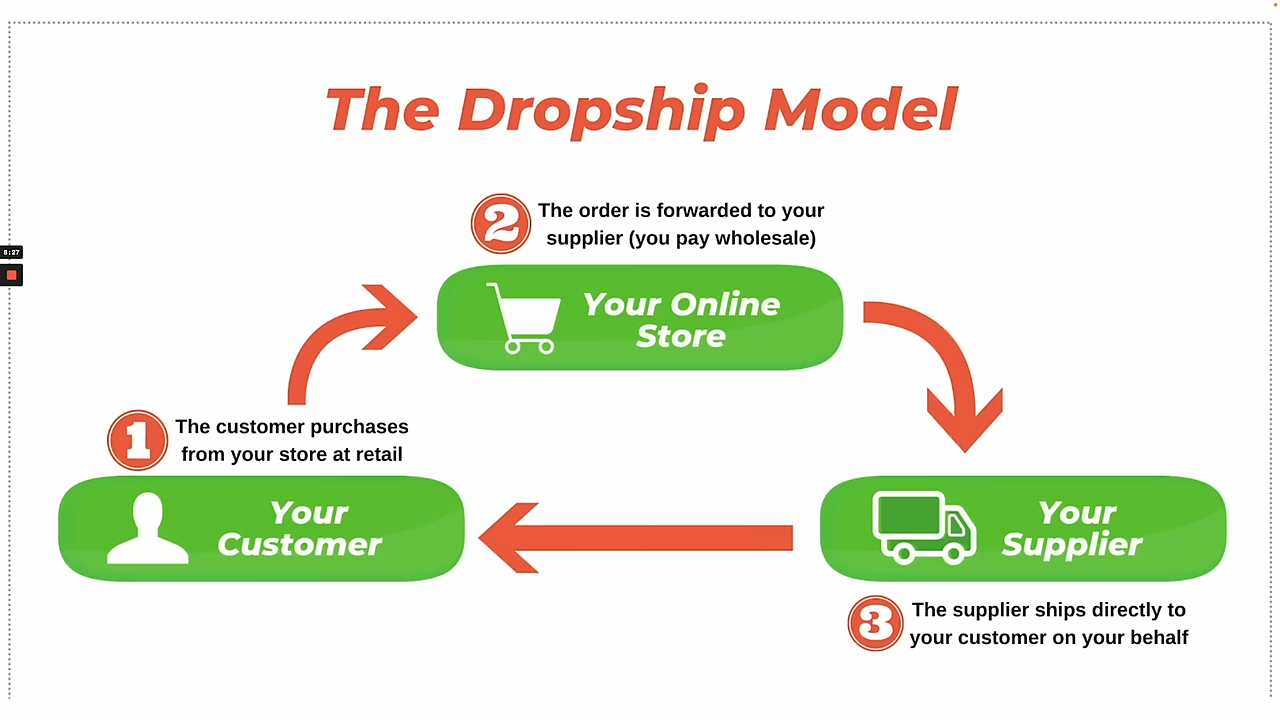 The Dropship Model
2
The order is forwarded to your
supplier (you pay wholesale)
Your Online
Store
1
The customer purchases
from your store at retail
Your
Customer
Your
Supplier
3
The supplier ships directly to
your customer on your behalf